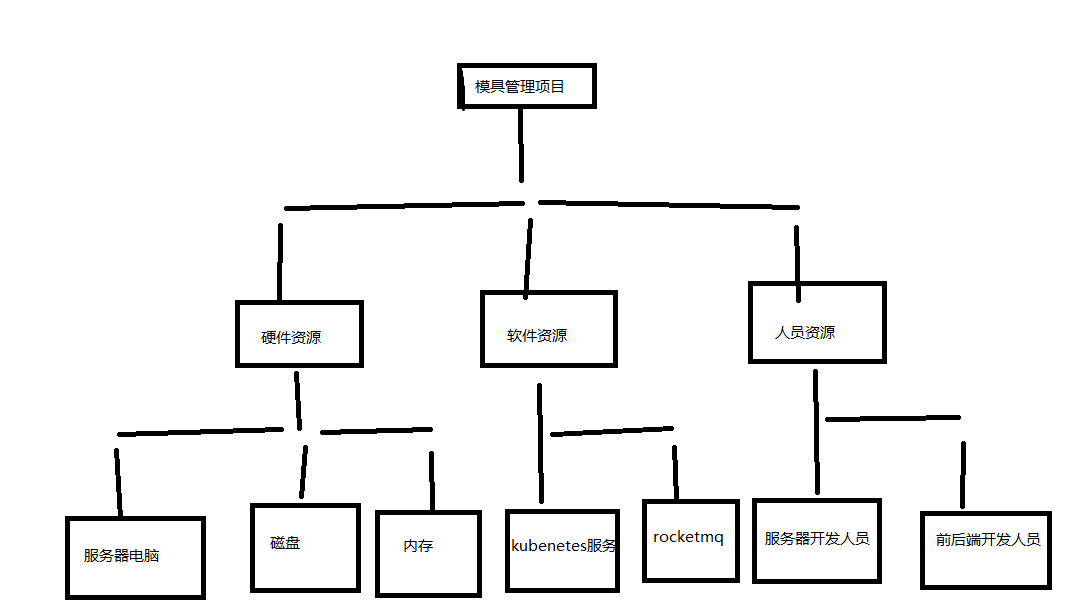 模具管理项目
硬件资源
软件资源
人员资源
服务器电脑
磁盘
内存
kubenetes服务
rocketmq
服务器开发人员
前后端开发人员